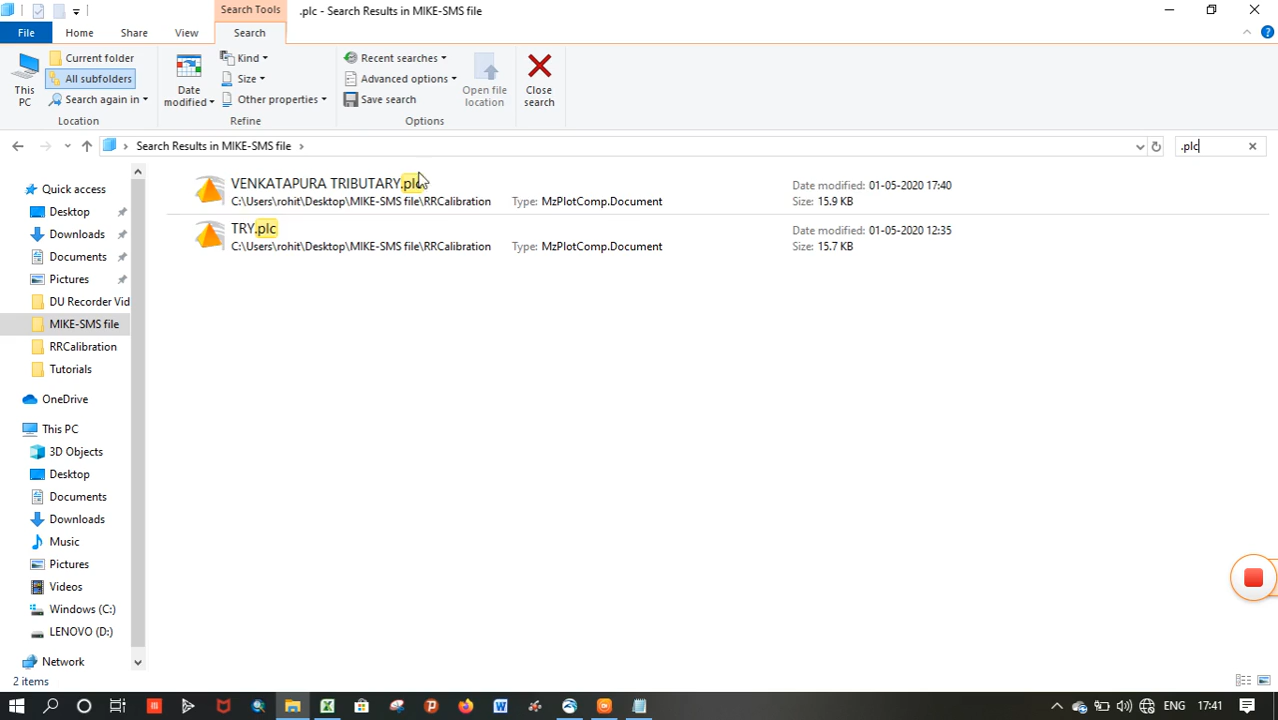 Search Tools
.plc - Search Results in MIKE-SMS file
File
Home
Share
View
Search
This PC
Current folder
All subfolders
Search again in
Location
Date modified
Kind
Size
Other properties
Refine
Recent searches
Advanced options
Save search
Options
Open file location
Close search
Search Results in MIKE-SMS file
.plc
Quick access
Desktop
Downloads
Documents
Pictures
DU Recorder Vid
MIKE-SMS file
RRCalibration
Tutorials
OneDrive
This PC
3D Objects
Desktop
Documents
Downloads
Music
Pictures
Videos
Windows (C:)
LENOVO (D:)
Network
VENKATAPURA TRIBUTARY.plc
C:\Users\rohit\Desktop\MIKE-SMS file\RRCalibration
Type: MzPlotComp.Document
Date modified: 01-05-2020 17:40
Size: 15.9 KB
TRY.plc
C:\Users\rohit\Desktop\MIKE-SMS file\RRCalibration
Type: MzPlotComp.Document
Date modified: 01-05-2020 12:35
Size: 15.7 KB
2 items
ENG
17:41